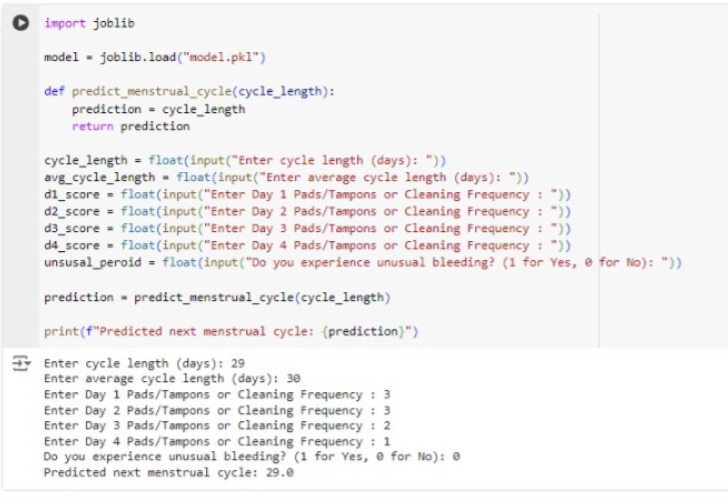 import joblib
model = joblib.load("model.pkl")
def predict_menstrual_cycle(cycle_length):
    prediction = cycle_length
    return prediction
cycle_length = float(input("Enter cycle length (days): "))
avg_cycle_length = float(input("Enter average cycle length (days): "))
d1_score = float(input("Enter Day 1 Pads/Tampons or Cleaning Frequency : "))
d2_score = float(input("Enter Day 2 Pads/Tampons or Cleaning Frequency : "))
d3_score = float(input("Enter Day 3 Pads/Tampons or Cleaning Frequency : "))
d4_score = float(input("Enter Day 4 Pads/Tampons or Cleaning Frequency : "))
unsusal_peroid = float(input("Do you experience unusual bleeding? (1 for Yes, 0 for No): "))
prediction = predict_menstrual_cycle(cycle_length)
print(f"Predicted next menstrual cycle: {prediction}")
Enter cycle length (days): 29
Enter average cycle length (days): 30
Enter Day 1 Pads/Tampons or Cleaning Frequency : 3
Enter Day 2 Pads/Tampons or Cleaning Frequency : 3
Enter Day 3 Pads/Tampons or Cleaning Frequency : 2
Enter Day 4 Pads/Tampons or Cleaning Frequency : 1
Do you experience unusual bleeding? (1 for Yes, 0 for No): 0
Predicted next menstrual cycle: 29.0